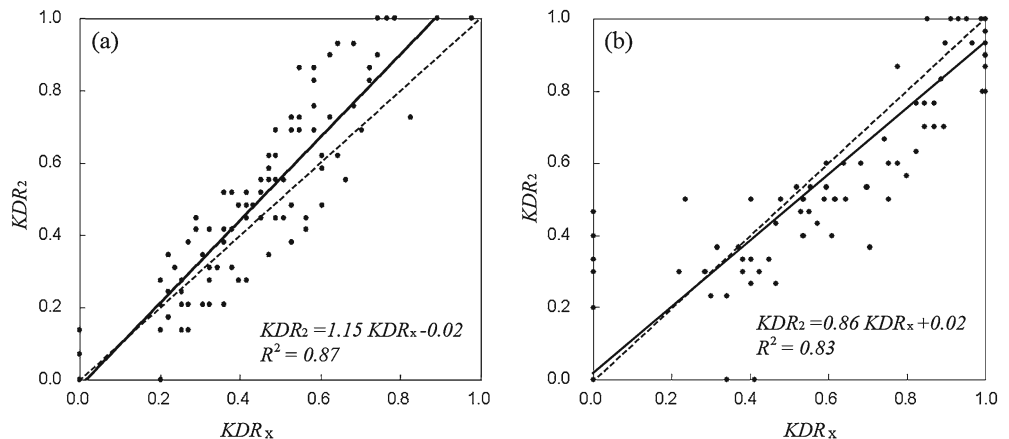 (a)
1.0
0.8
0.6
0.4
0.2
0.0
KDR₂
KDR₂ =1.15 KDRx-0.02
R² = 0.87
0.0 0.2 0.4 0.6 0.8 1.0
KDRx
(b)
1.0
0.8
0.6
0.4
0.2
0.0
KDR₂
KDR₂ =0.86 KDRx+0.02
R² = 0.83
0.0 0.2 0.4 0.6 0.8 1.0
KDRx